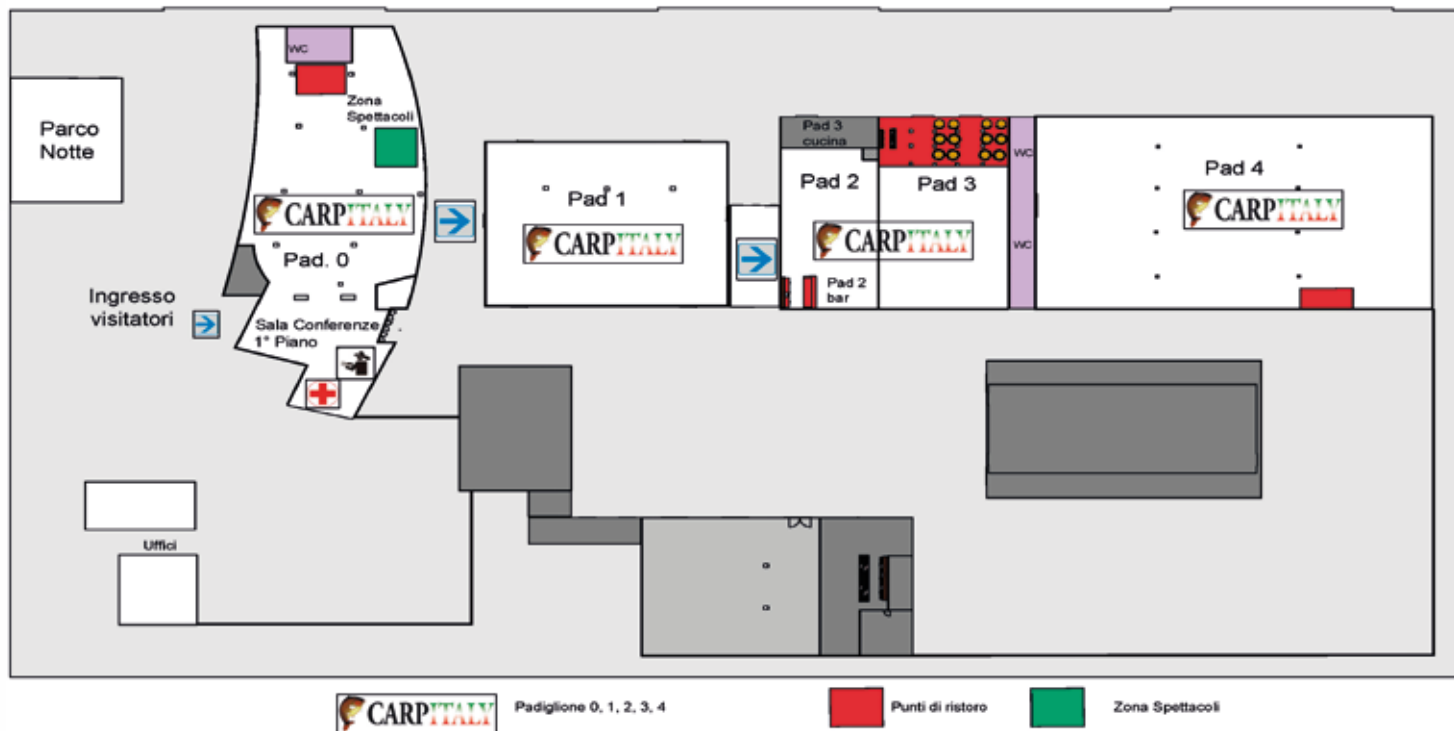 WC
Zona
Spettacoli
Parco
Notte
CARPITALY
Pad. 0
Ingresso
visitatori
Sala Conferenze
1° Piano
Pad 1
CARPITALY
Pad 3
cucina
Pad 2
Pad 3
CARPITALY
Pad 2
bar
WC
WC
Pad 4
CARPITALY
Uffici
CARPITALY Padiglione 0, 1, 2, 3, 4 Punti di ristoro Zona Spettacoli